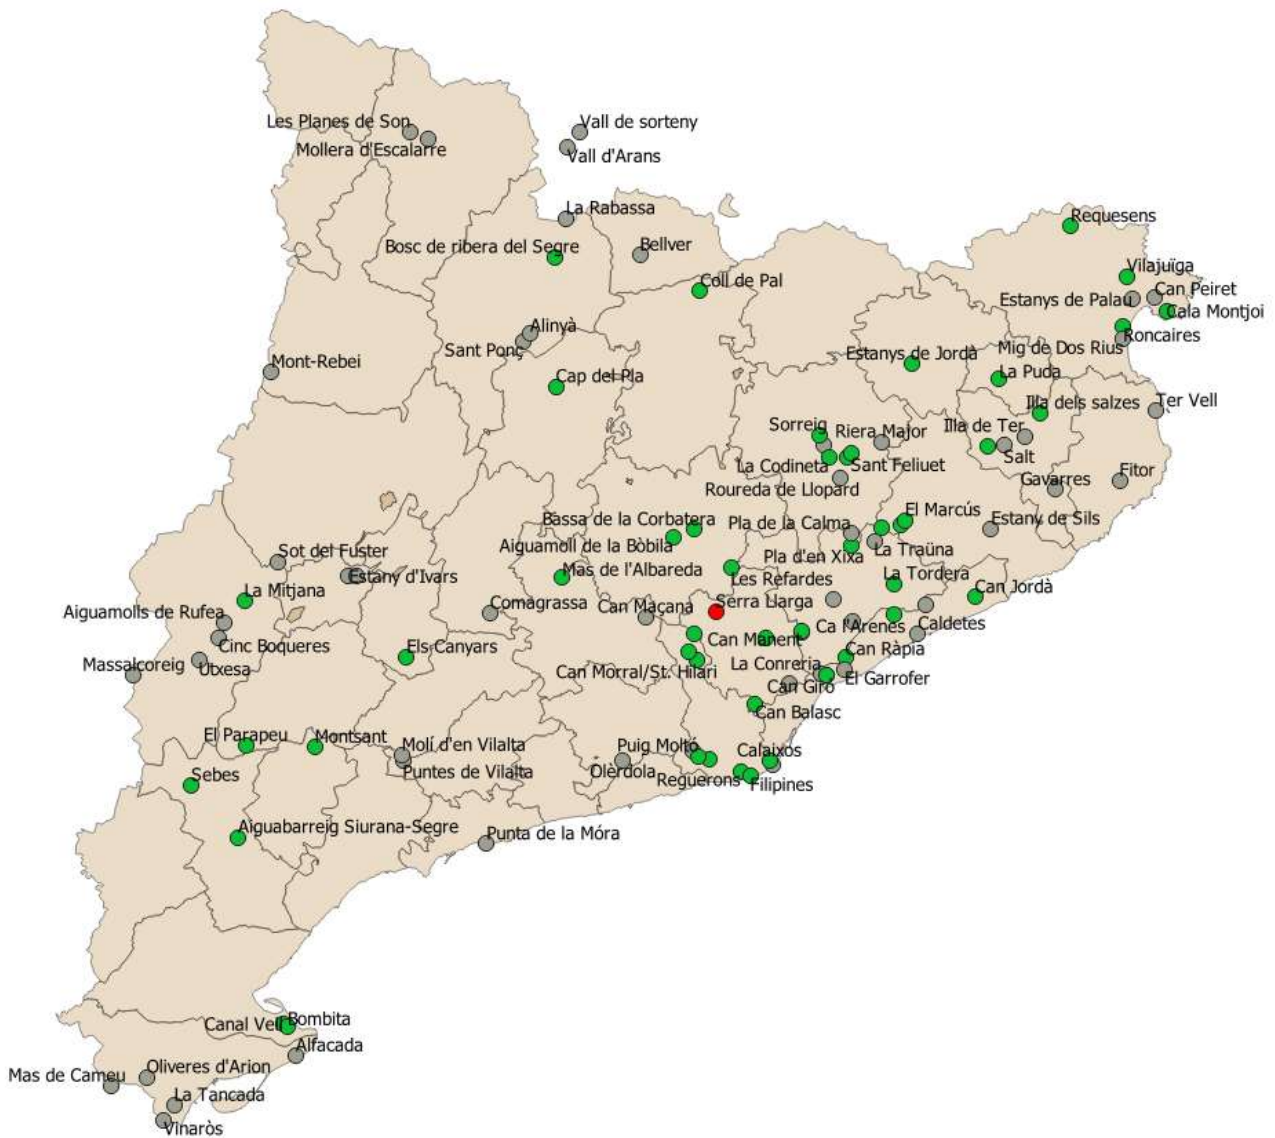 Les Planes de Son
Vall de sorteny
Mollera d'Escalarre
Vall d'Arans
La Rabassa
Requesens
Bosc de ribera del Segre
Bellver
Vilajuïga
Coll de Pal
Can Peiret
Estanys de Palau
Cala Montjoi
Alinyà
Roncaires
Sant Ponç
Mig de Dos Rius
Estanys de Jordà
Mont-Rebei
La Puda
Cap del Pla
Illa dels salzes
Ter Vell
Sorreig
Riera Major
Illa de Ter
Salt
La Codineta
Sant Feliuet
Fitor
Gavarres
Roureda de Llopard
El Marcús
Bassa de la Corbatera
Pla de la Calma
Estany de Sils
Aiguamoll de la Bòbila
La Traüna
Sot del Fuster
Pla d'en Xixa
Mas de l'Albareda
La Tordera
Estany d'Ivars
Les Refardes
Can Jordà
La Mitjana
Comagrassa
Can Maçana
Serra Llarga
Aiguamolls de Rufea
Ca l'Arenes
Caldetes
Can Manent
Cinc Boqueres
Els Canyars
Can Ràpia
Massalcoreig
Utxesa
La Conreria
Can Morral/St. Hilari
El Garrofer
Can Giró
Can Balasc
El Parapeu
Montsant
Molí d'en Vilalta
Puig Moltó
Calaixos
Puntes de Vilalta
Olèrdola
Sebes
Reguerons
Filipines
Aiguabarreig Siurana-Segre
Punta de la Móra
Canal Vell
Bombita
Alfacada
Oliveres d'Arion
Mas de Cameu
La Tancada
Vinaròs